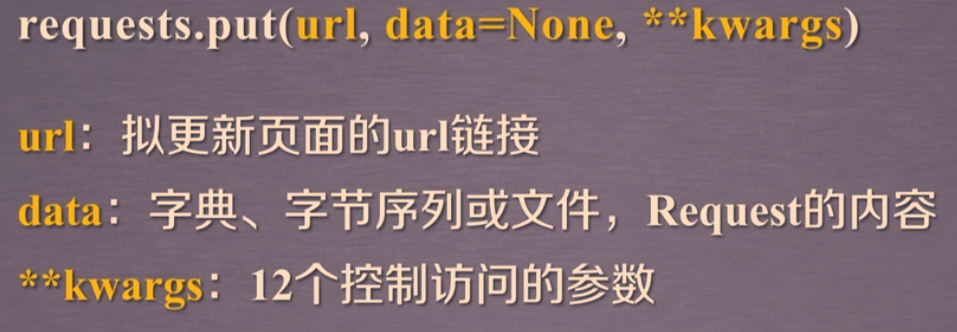 requests.put(url, data=None, **kwargs)
url：拟更新页面的url链接
data：字典、字节序列或文件，Request的内容
**kwargs：12个控制访问的参数